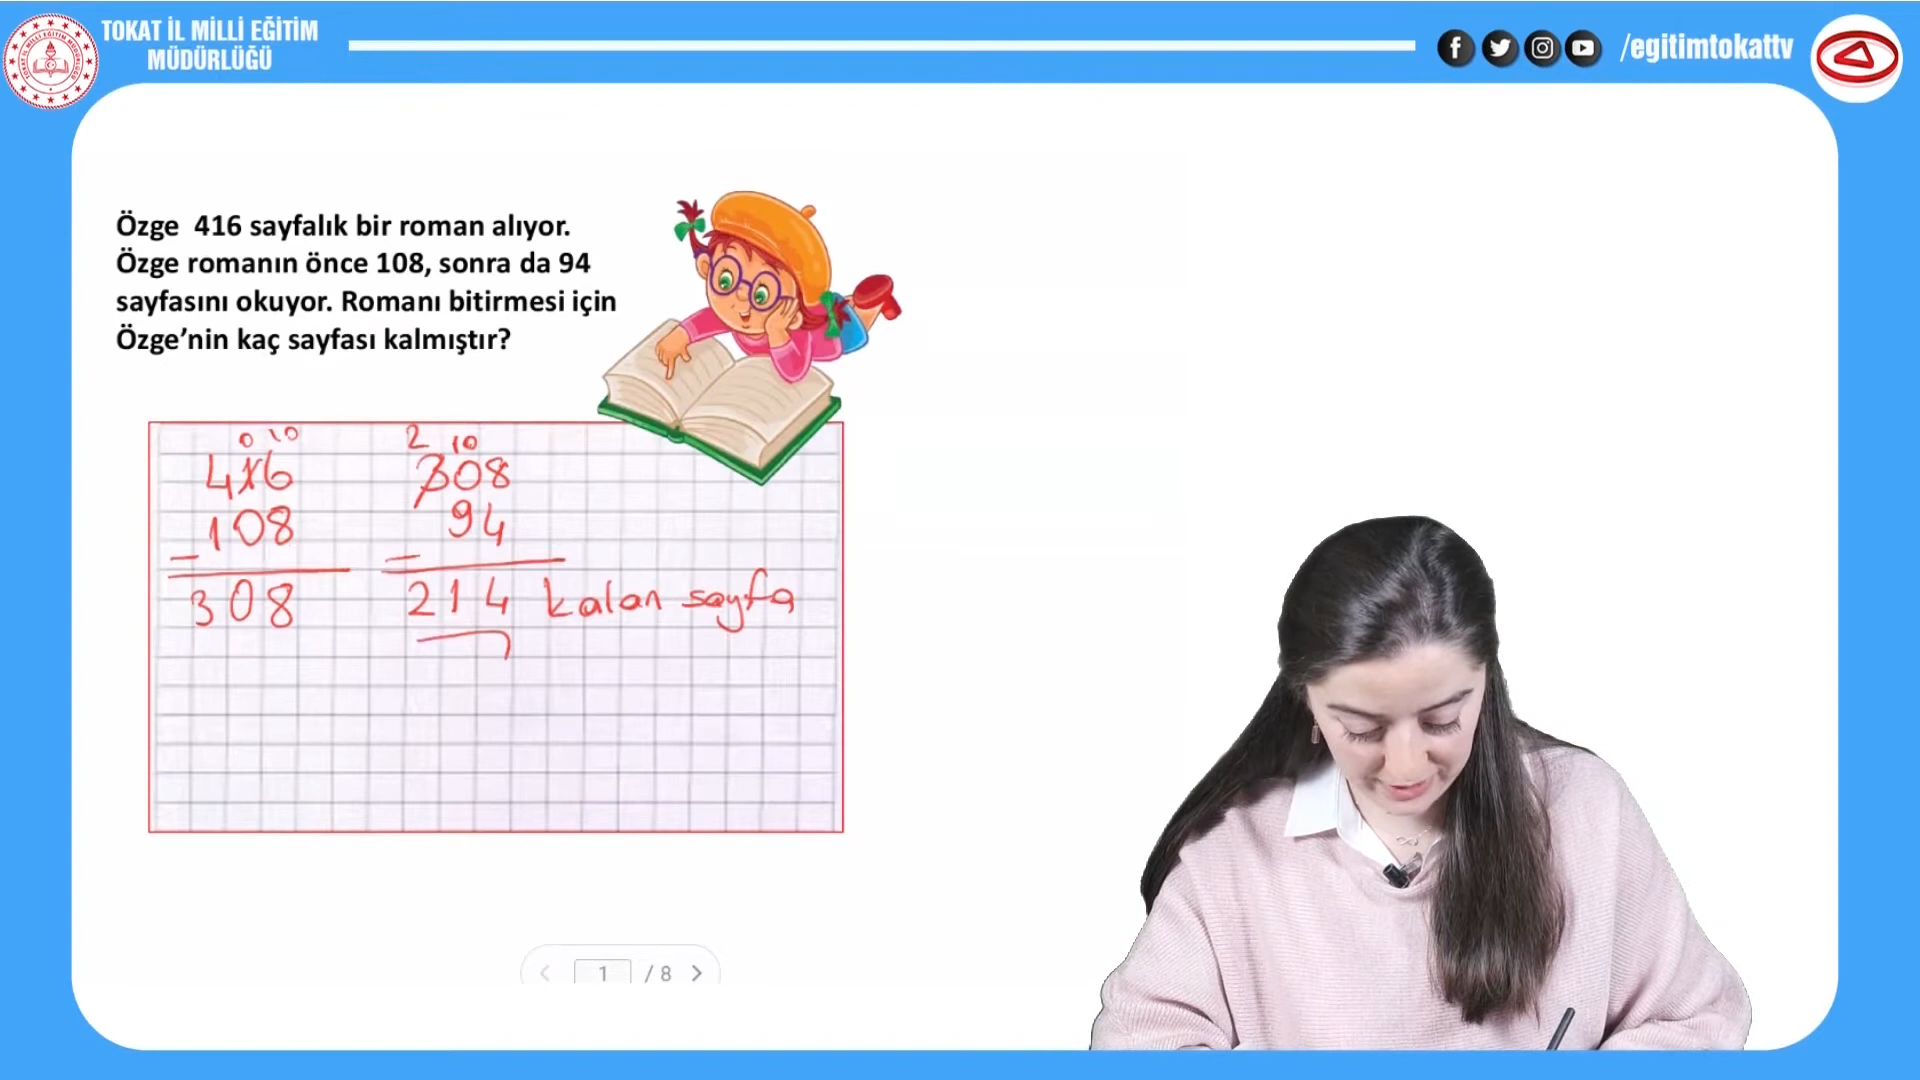 TOKAT İL MİLLİ EĞİTİM
MÜDÜRLÜĞÜ
/egitimtokattv
Özge 416 sayfalık bir roman alıyor.
Özge romanın önce 108, sonra da 94
sayfasını okuyor. Romanı bitirmesi için
Özge'nin kaç sayfası kalmıştır?
0 10
416
108
–
308
2 10
308
94
–
214 kalan sayfa
1 / 8